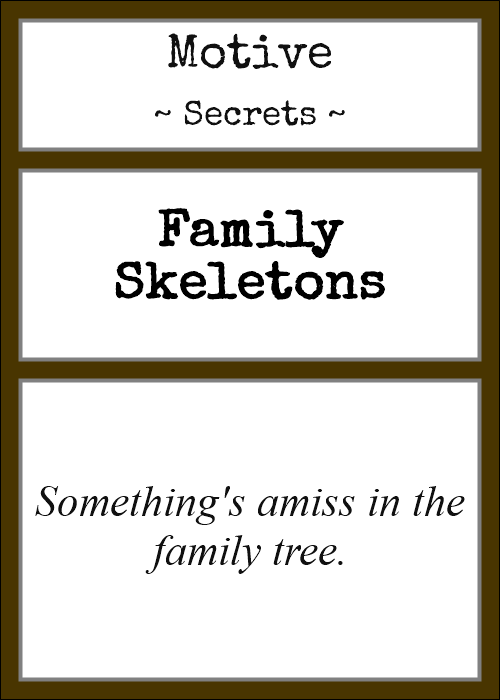 Motive
~ Secrets ~
Family
Skeletons
Something's amiss in the
family tree.